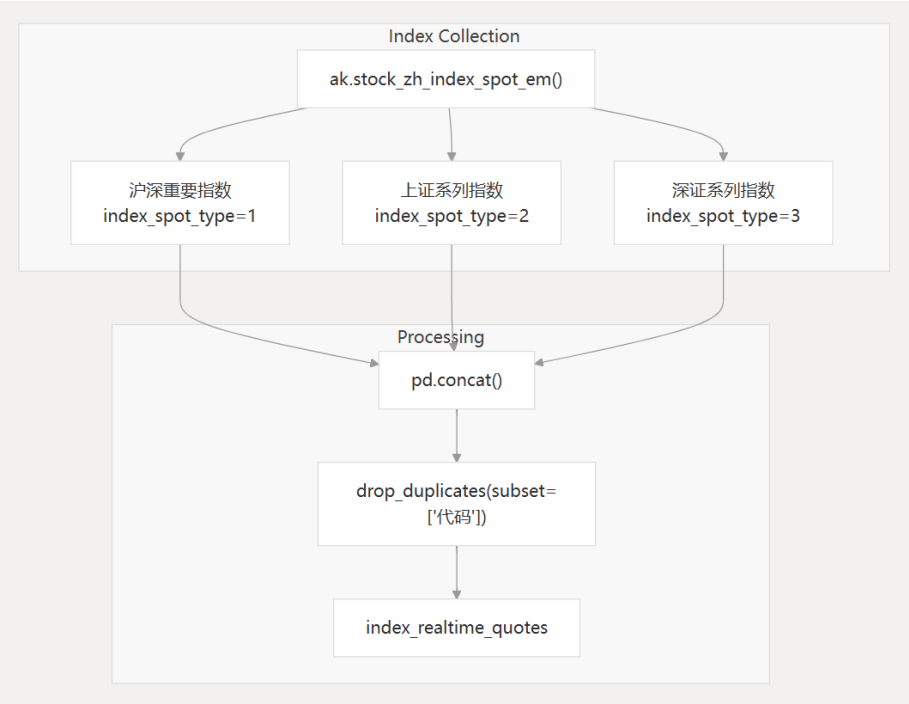 Index Collection
ak.stock_zh_index_spot_em()
沪深重要指数
index_spot_type=1
上证系列指数
index_spot_type=2
深证系列指数
index_spot_type=3
Processing
pd.concat()
drop_duplicates(subset=
['代码'])
index_realtime_quotes